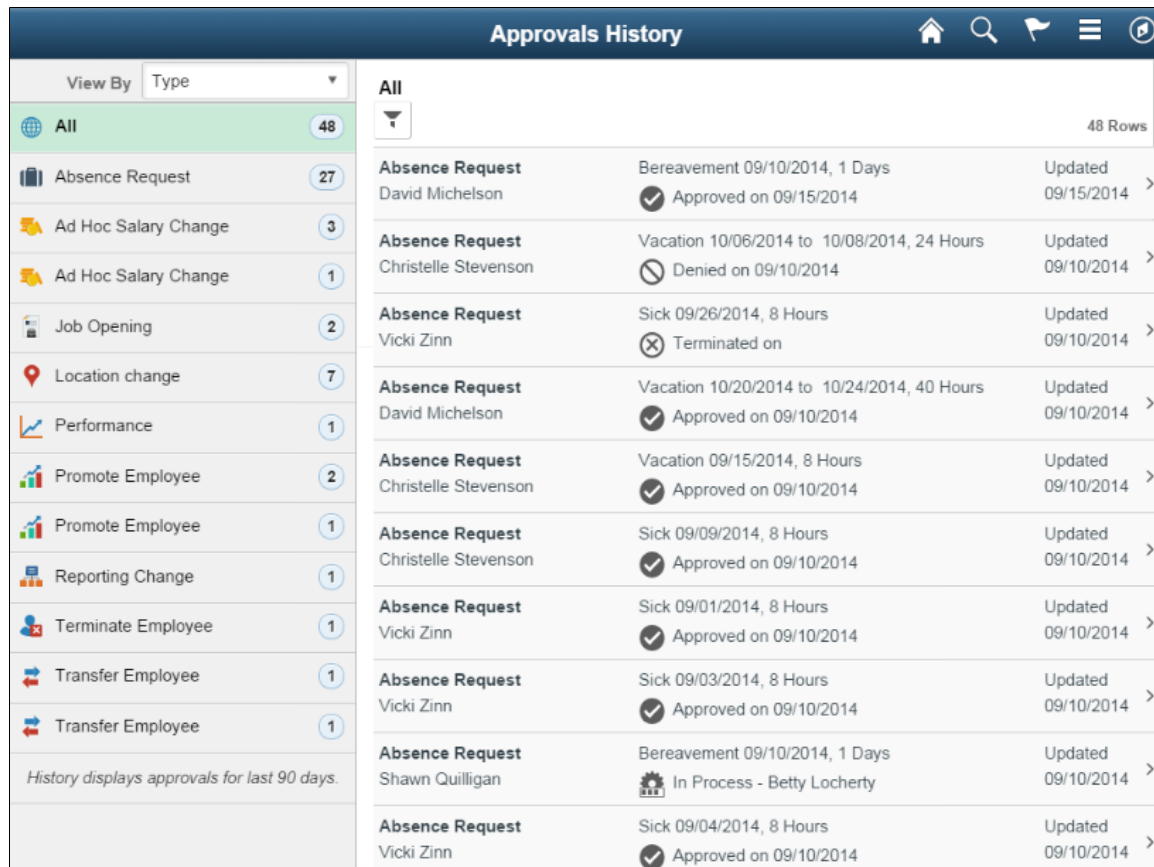 Approvals History
View By Type
All 48
Absence Request 27
Ad Hoc Salary Change 3
Ad Hoc Salary Change 1
Job Opening 2
Location change 7
Performance 1
Promote Employee 2
Promote Employee 1
Reporting Change 1
Terminate Employee 1
Transfer Employee 1
Transfer Employee 1
History displays approvals for last 90 days.
All
48 Rows
Absence Request Bereavement 09/10/2014, 1 Days Updated
David Michelson Approved on 09/15/2014 09/15/2014
Absence Request Vacation 10/06/2014 to 10/08/2014, 24 Hours Updated
Christelle Stevenson Denied on 09/10/2014 09/10/2014
Absence Request Sick 09/26/2014, 8 Hours Updated
Vicki Zinn Terminated on 09/10/2014
Absence Request Vacation 10/20/2014 to 10/24/2014, 40 Hours Updated
David Michelson Approved on 09/10/2014 09/10/2014
Absence Request Vacation 09/15/2014, 8 Hours Updated
Christelle Stevenson Approved on 09/10/2014 09/10/2014
Absence Request Sick 09/09/2014, 8 Hours Updated
Christelle Stevenson Approved on 09/10/2014 09/10/2014
Absence Request Sick 09/01/2014, 8 Hours Updated
Vicki Zinn Approved on 09/10/2014 09/10/2014
Absence Request Sick 09/03/2014, 8 Hours Updated
Vicki Zinn Approved on 09/10/2014 09/10/2014
Absence Request Bereavement 09/10/2014, 1 Days Updated
Shawn Quilligan In Process - Betty Locherty 09/10/2014
Absence Request Sick 09/04/2014, 8 Hours Updated
Vicki Zinn Approved on 09/10/2014 09/10/2014